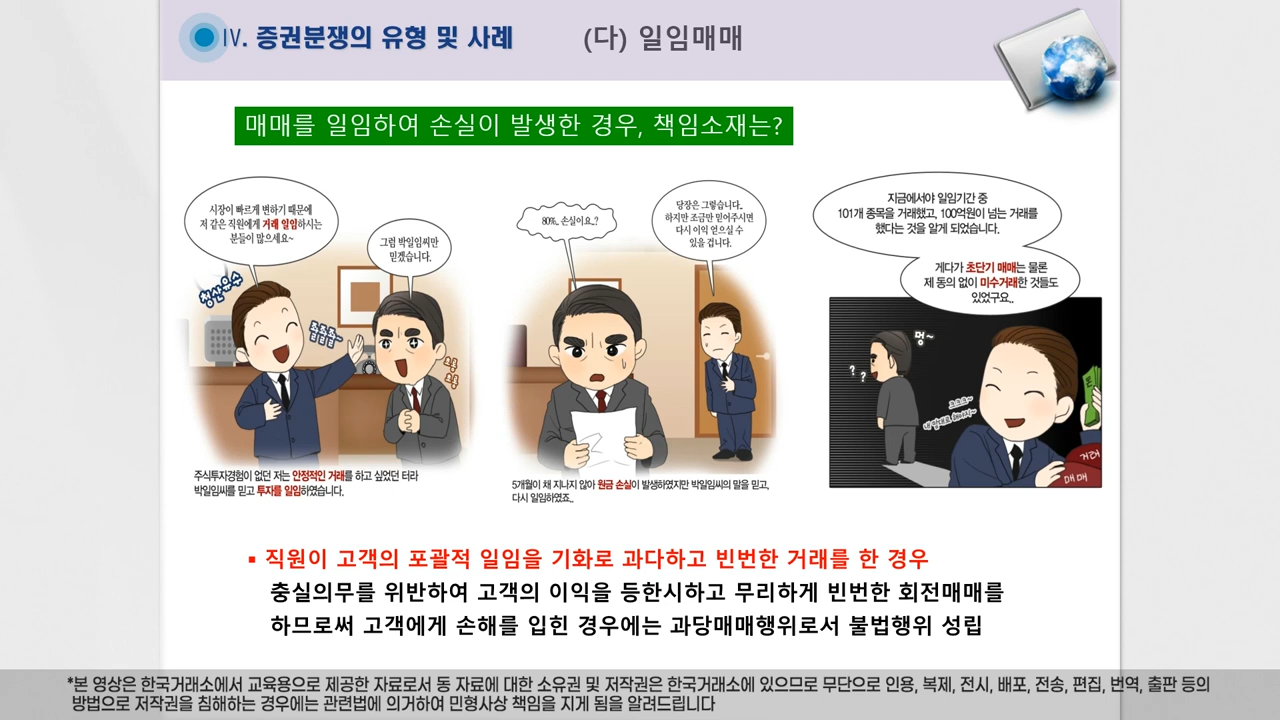 IV. 증권분쟁의 유형 및 사례
(다) 일임매매
매매를 일임하여 손실이 발생한 경우, 책임소재는?
시장이 빠르게 변하기 때문에
저 같은 직원에게 거래 일임하시는
분들이 많으세요~
그럼 박일임씨만
믿겠습니다.
청산유수
쫄쫄쫄~
소곤
소곤
주식투자경험이 없던 저는 안정적인 거래를 하고 싶었던 터라
박일임씨를 믿고 투자를 일임하였습니다.
80%.. 손실이요..?
당장은 그렇습니다..
하지만 조금만 믿어주시면
다시 이익 얻으실 수
있을 겁니다.
5개월이 채 지나지 않아 원금 손실이 발생하였지만 박일임씨의 말을 믿고,
다시 일임하였죠..
지금에서야 일임기간 중
101개 종목을 거래했고, 100억원이 넘는 거래를
했다는 것을 알게 되었습니다.
게다가 초단기 매매는 물론
제 동의 없이 미수거래한 것들도
있었구요..
멍~
? ?
크크크~
내 맘대로 해야지~
거래
매매
▪ 직원이 고객의 포괄적 일임을 기화로 과다하고 빈번한 거래를 한 경우
충실의무를 위반하여 고객의 이익을 등한시하고 무리하게 빈번한 회전매매를
하므로써 고객에게 손해를 입힌 경우에는 과당매매행위로서 불법행위 성립
*본 영상은 한국거래소에서 교육용으로 제공한 자료로서 동 자료에 대한 소유권 및 저작권은 한국거래소에 있으므로 무단으로 인용, 복제, 전시, 배포, 전송, 편집, 번역, 출판 등의
방법으로 저작권을 침해하는 경우에는 관련법에 의거하여 민형사상 책임을 지게 됨을 알려드립니다